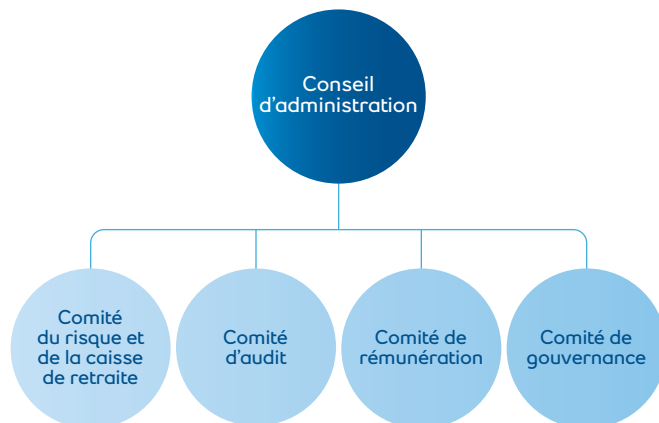 Conseil
d’administration
Comité
du risque et
de la caisse
de retraite
Comité
d’audit
Comité de
rémunération
Comité de
gouvernance